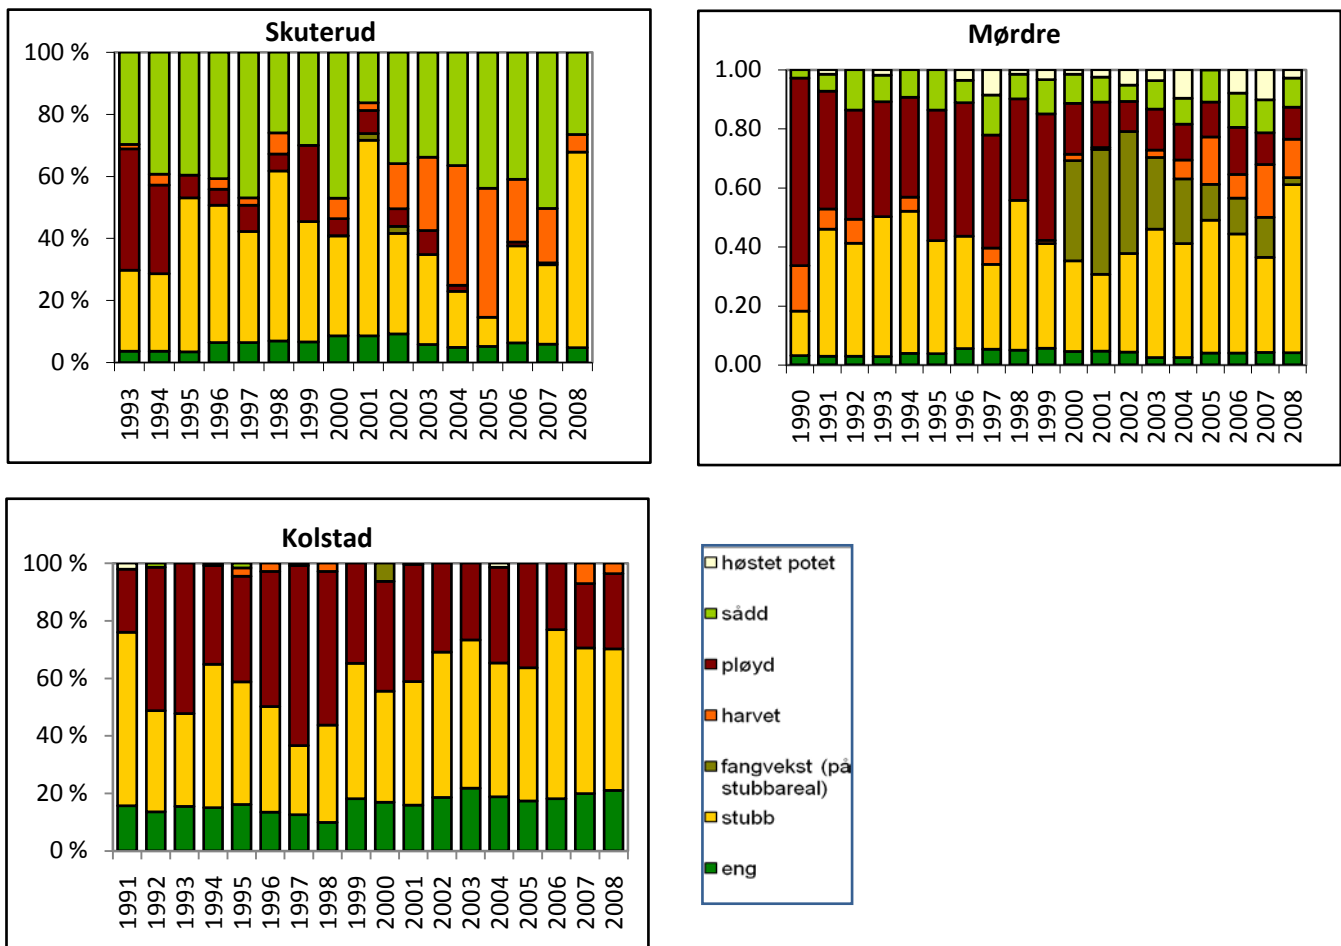 Skuterud
100 %
80 %
60 %
40 %
20 %
0 %
1993 1994 1995 1996 1997 1998 1999 2000 2001 2002 2003 2004 2005 2006 2007 2008
Mørdre
1.00
0.80
0.60
0.40
0.20
0.00
1990 1991 1992 1993 1994 1995 1996 1997 1998 1999 2000 2001 2002 2003 2004 2005 2006 2007 2008
Kolstad
100 %
80 %
60 %
40 %
20 %
0 %
1991 1992 1993 1994 1995 1996 1997 1998 1999 2000 2001 2002 2003 2004 2005 2006 2007 2008
høstet potet
sådd
pløyd
harvet
fangvekst (på
stubbareal)
stubb
eng